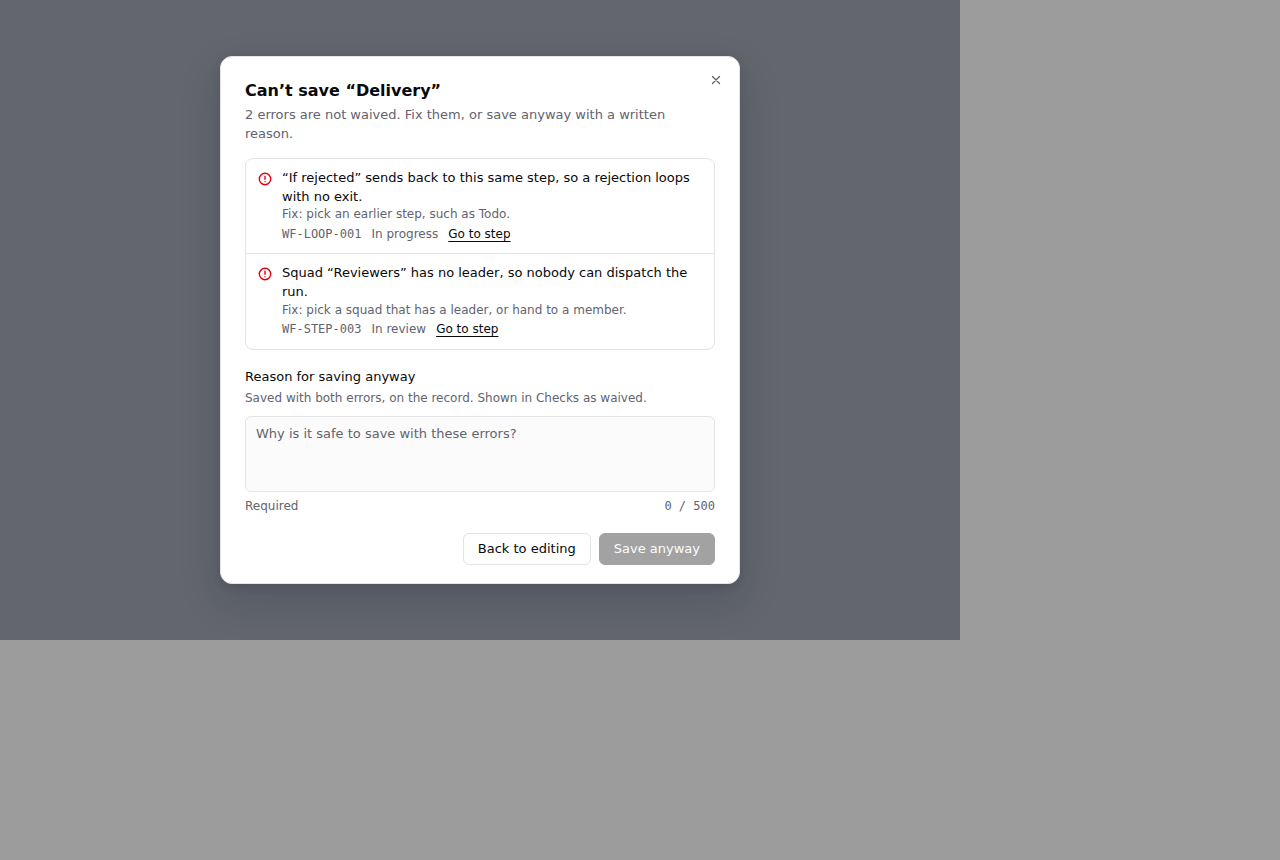 Can’t save “Delivery”
2 errors are not waived. Fix them, or save anyway with a written
reason.
“If rejected” sends back to this same step, so a rejection loops
with no exit.
Fix: pick an earlier step, such as Todo.
WF-LOOP-001 In progress Go to step
Squad “Reviewers” has no leader, so nobody can dispatch the
run.
Fix: pick a squad that has a leader, or hand to a member.
WF-STEP-003 In review Go to step
Reason for saving anyway
Saved with both errors, on the record. Shown in Checks as waived.
Why is it safe to save with these errors?
Required 0 / 500
Back to editing Save anyway